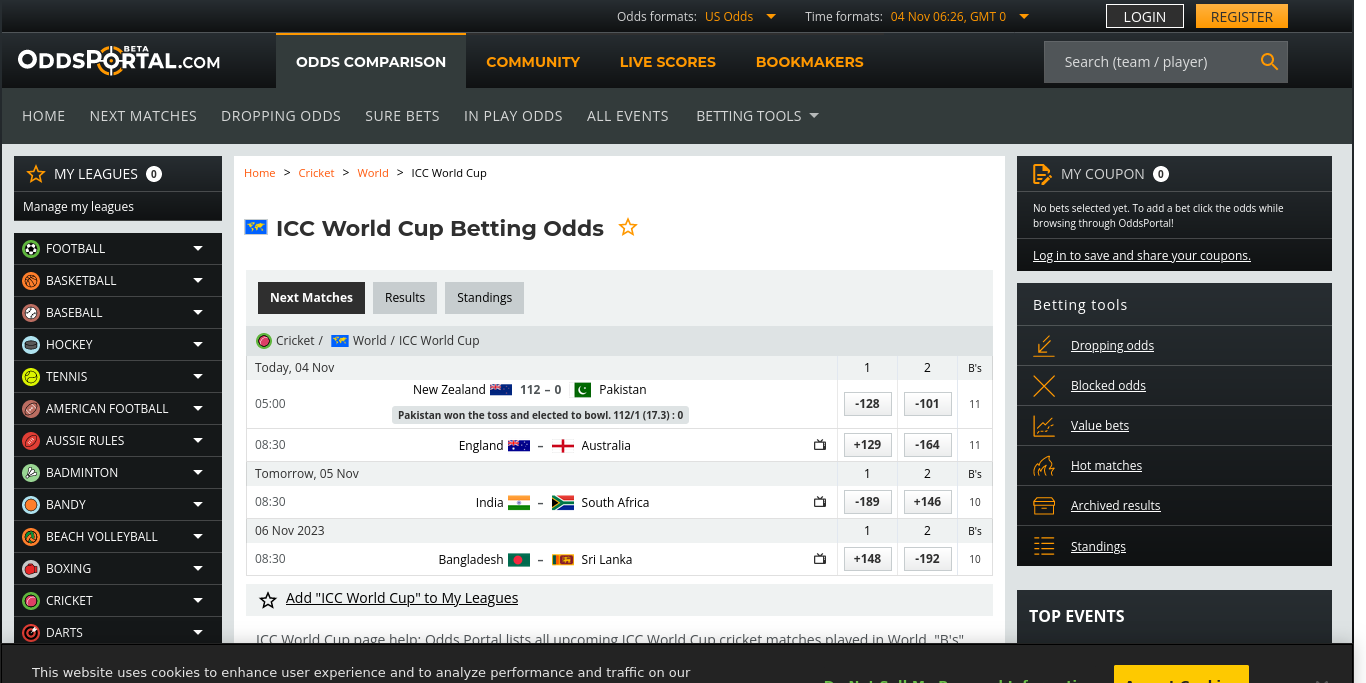 Odds formats: US Odds Time formats: 04 Nov 06:26, GMT 0 LOGIN REGISTER
ODDSPORTAL.COM BETA
ODDS COMPARISON COMMUNITY LIVE SCORES BOOKMAKERS Search (team / player)
HOME NEXT MATCHES DROPPING ODDS SURE BETS IN PLAY ODDS ALL EVENTS BETTING TOOLS
MY LEAGUES 0
Manage my leagues
FOOTBALL
BASKETBALL
BASEBALL
HOCKEY
TENNIS
AMERICAN FOOTBALL
AUSSIE RULES
BADMINTON
BANDY
BEACH VOLLEYBALL
BOXING
CRICKET
DARTS
Home > Cricket > World > ICC World Cup
ICC World Cup Betting Odds
Next Matches Results Standings
Cricket / World / ICC World Cup
Today, 04 Nov 1 2 B's
05:00 New Zealand 112 – 0 Pakistan -128 -101 11
Pakistan won the toss and elected to bowl. 112/1 (17.3) : 0
08:30 England – Australia +129 -164 11
Tomorrow, 05 Nov 1 2 B's
08:30 India – South Africa -189 +146 10
06 Nov 2023 1 2 B's
08:30 Bangladesh – Sri Lanka +148 -192 10
Add "ICC World Cup" to My Leagues
ICC World Cup page help: Odds Portal lists all upcoming ICC World Cup cricket matches played in World. "B's"
MY COUPON 0
No bets selected yet. To add a bet click the odds while
browsing through OddsPortal!
Log in to save and share your coupons.
Betting tools
Dropping odds
Blocked odds
Value bets
Hot matches
Archived results
Standings
TOP EVENTS
This website uses cookies to enhance user experience and to analyze performance and traffic on our